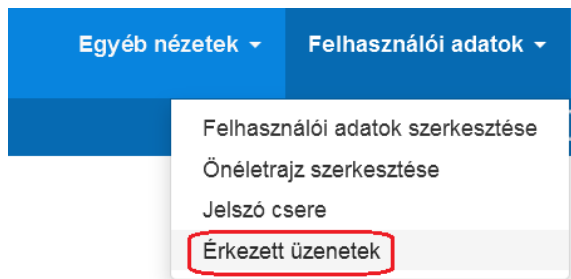 Egyéb nézetek
Felhasználói adatok
Felhasználói adatok szerkesztése
Önéletrajz szerkesztése
Jelszó csere
Érkezett üzenetek